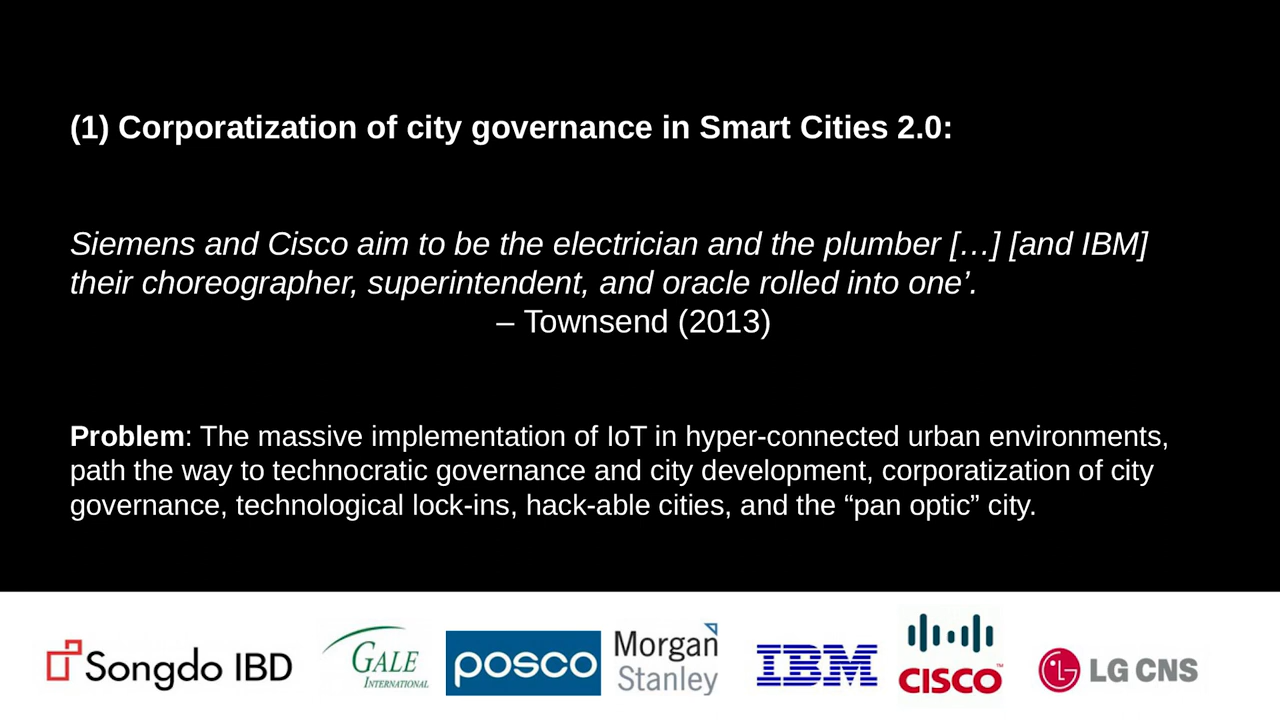 (1) Corporatization of city governance in Smart Cities 2.0:
Siemens and Cisco aim to be the electrician and the plumber […] [and IBM]
their choreographer, superintendent, and oracle rolled into one’.
– Townsend (2013)
Problem: The massive implementation of IoT in hyper-connected urban environments,
path the way to technocratic governance and city development, corporatization of city
governance, technological lock-ins, hack-able cities, and the “pan optic” city.
Songdo IBD
GALE
INTERNATIONAL
posco
Morgan
Stanley
IBM
CISCO™
LG CNS